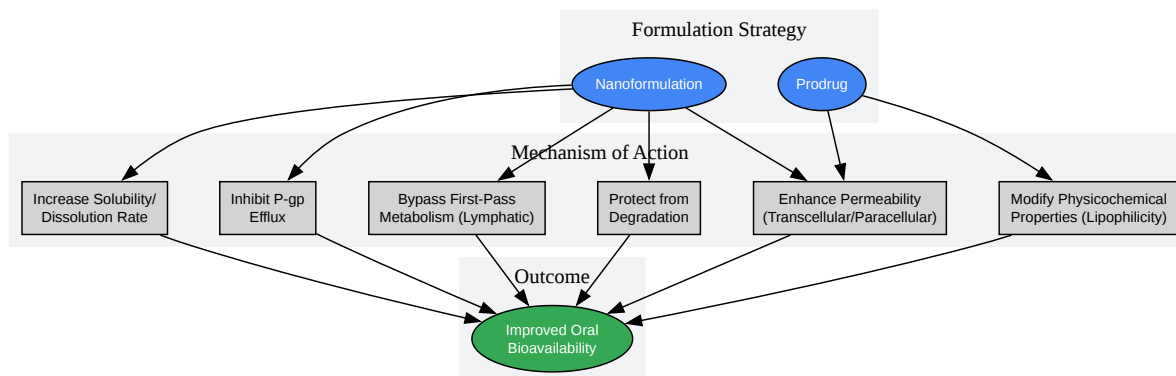 Formulation Strategy
Nanoformulation
Prodrug
Mechanism of Action
Increase Solubility/
Dissolution Rate
Inhibit P-gp
Efflux
Bypass First-Pass
Metabolism (Lymphatic)
Protect from
Degradation
Enhance Permeability
(Transcellular/Paracellular)
Modify Physicochemical
Properties (Lipophilicity)
Outcome
Improved Oral
Bioavailability